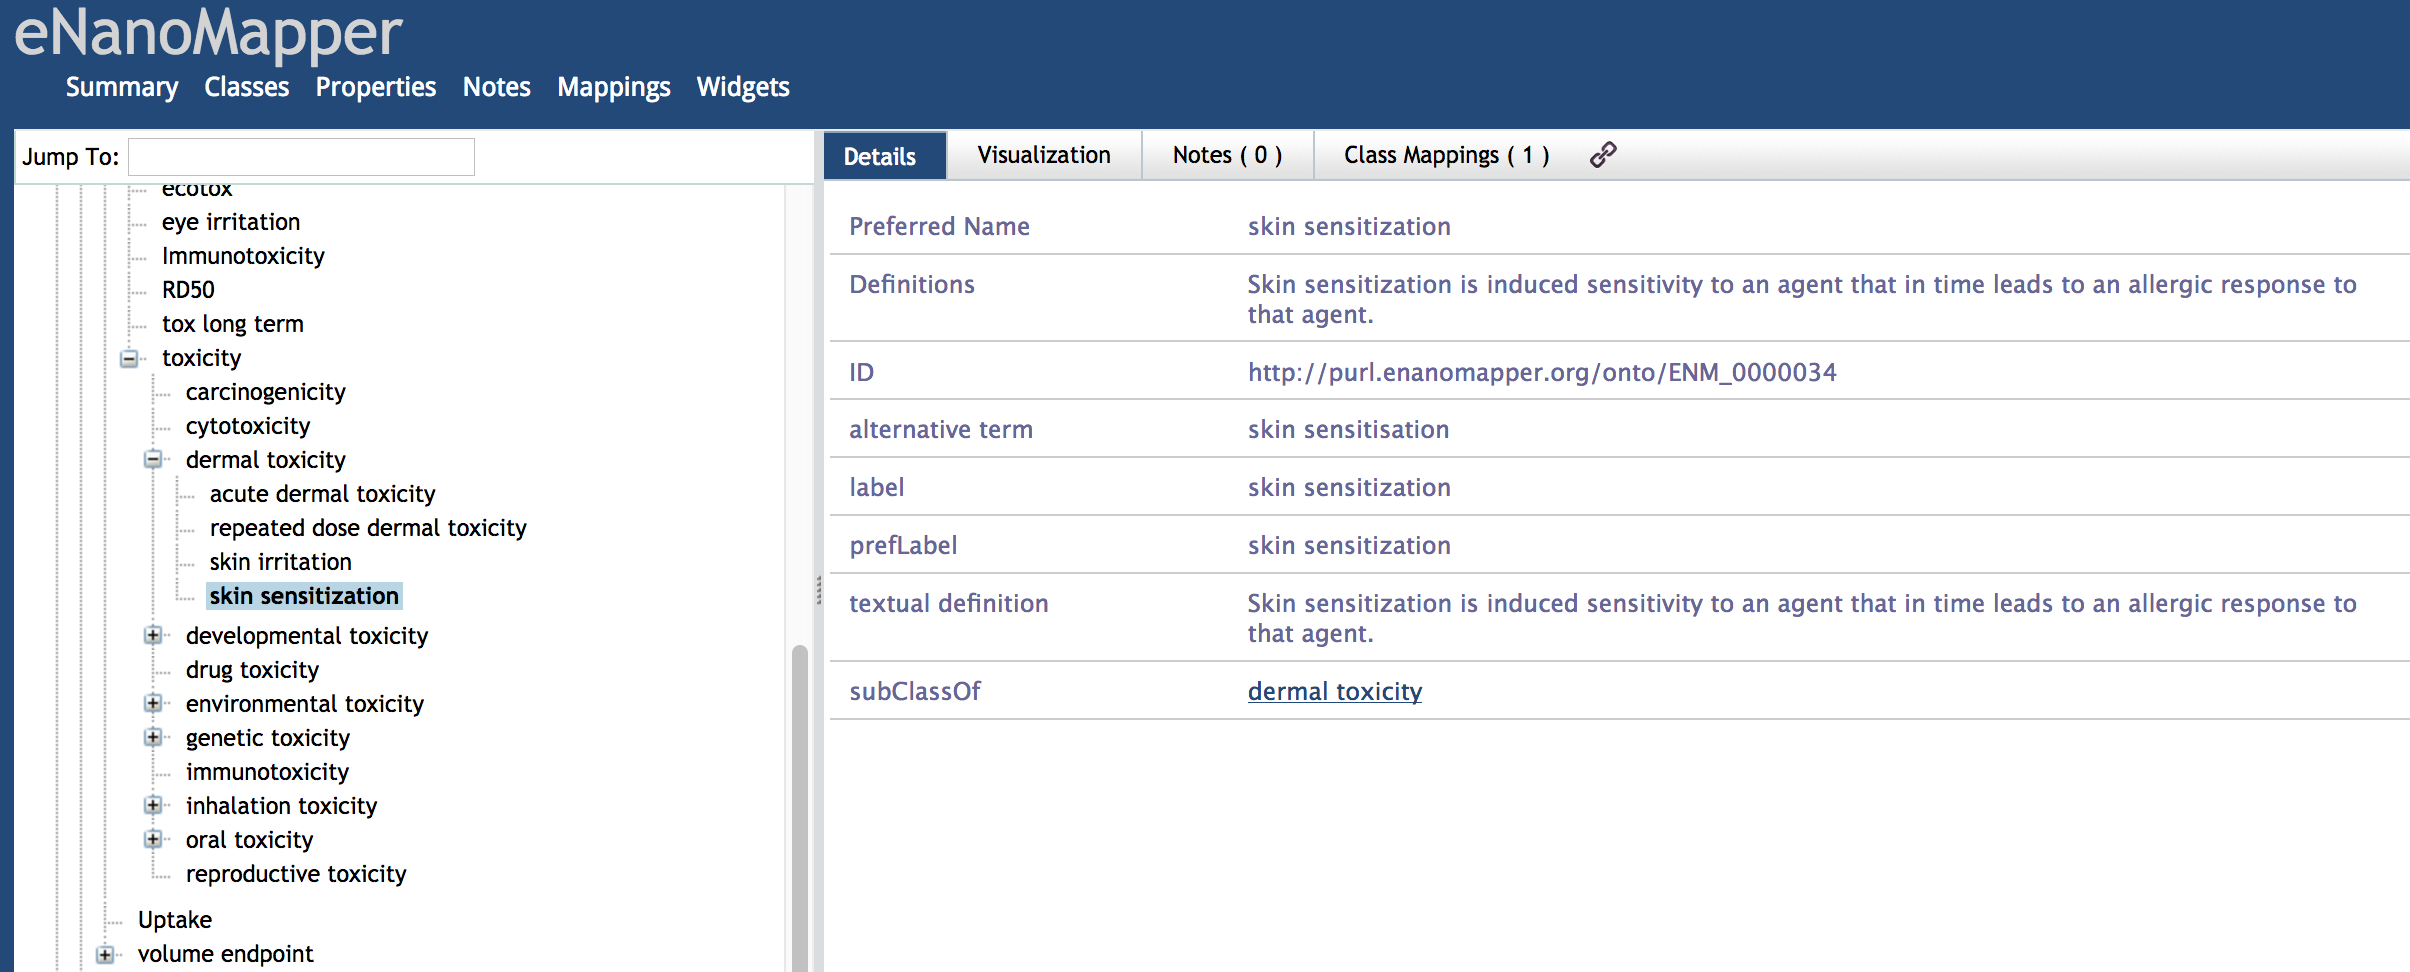 eNanoMapper
Summary Classes Properties Notes Mappings Widgets
Jump To:
ecotox
eye irritation
Immunotoxicity
RD50
tox long term
toxicity
carcinogenicity
cytotoxicity
dermal toxicity
acute dermal toxicity
repeated dose dermal toxicity
skin irritation
skin sensitization
developmental toxicity
drug toxicity
environmental toxicity
genetic toxicity
immunotoxicity
inhalation toxicity
oral toxicity
reproductive toxicity
Uptake
volume endpoint
Details Visualization Notes ( 0 ) Class Mappings ( 1 )
Preferred Name skin sensitization
Definitions Skin sensitization is induced sensitivity to an agent that in time leads to an allergic response to
that agent.
ID http://purl.enanomapper.org/onto/ENM_0000034
alternative term skin sensitisation
label skin sensitization
prefLabel skin sensitization
textual definition Skin sensitization is induced sensitivity to an agent that in time leads to an allergic response to
that agent.
subClassOf dermal toxicity